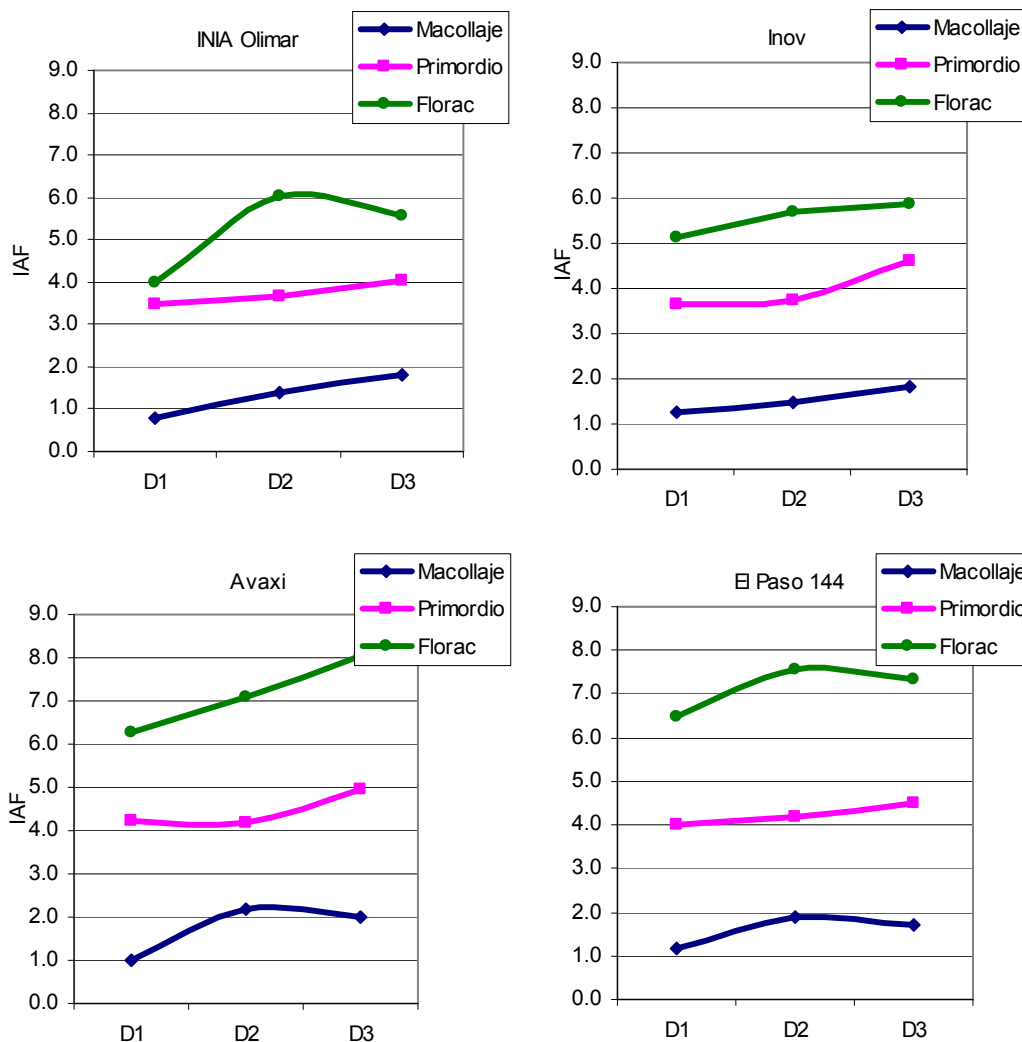 INIA Olimar
Macollaje
Primordio
Florac
9.0
8.0
7.0
6.0
5.0
4.0
3.0
2.0
1.0
0.0
IAF
D1 D2 D3
Inov
Macollaje
Primordio
Florac
9.0
8.0
7.0
6.0
5.0
4.0
3.0
2.0
1.0
0.0
IAF
D1 D2 D3
Avaxi
Macollaje
Primordio
Florac
9.0
8.0
7.0
6.0
5.0
4.0
3.0
2.0
1.0
0.0
IAF
D1 D2 D3
El Paso 144
Macollaje
Primordio
Florac
9.0
8.0
7.0
6.0
5.0
4.0
3.0
2.0
1.0
0.0
D1 D2 D3